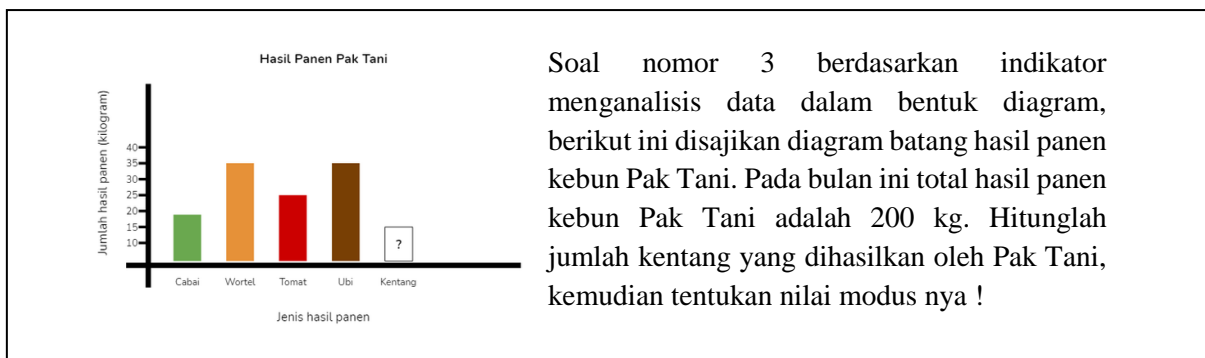 Hasil Panen Pak Tani
Jumlah hasil panen (kilogram)
40
35
30
25
20
15
10
?
Cabai Wortel Tomat Ubi Kentang
Jenis hasil panen
Soal nomor 3 berdasarkan indikator
menganalisis data dalam bentuk diagram,
berikut ini disajikan diagram batang hasil panen
kebun Pak Tani. Pada bulan ini total hasil panen
kebun Pak Tani adalah 200 kg. Hitunglah
jumlah kentang yang dihasilkan oleh Pak Tani,
kemudian tentukan nilai modus nya !